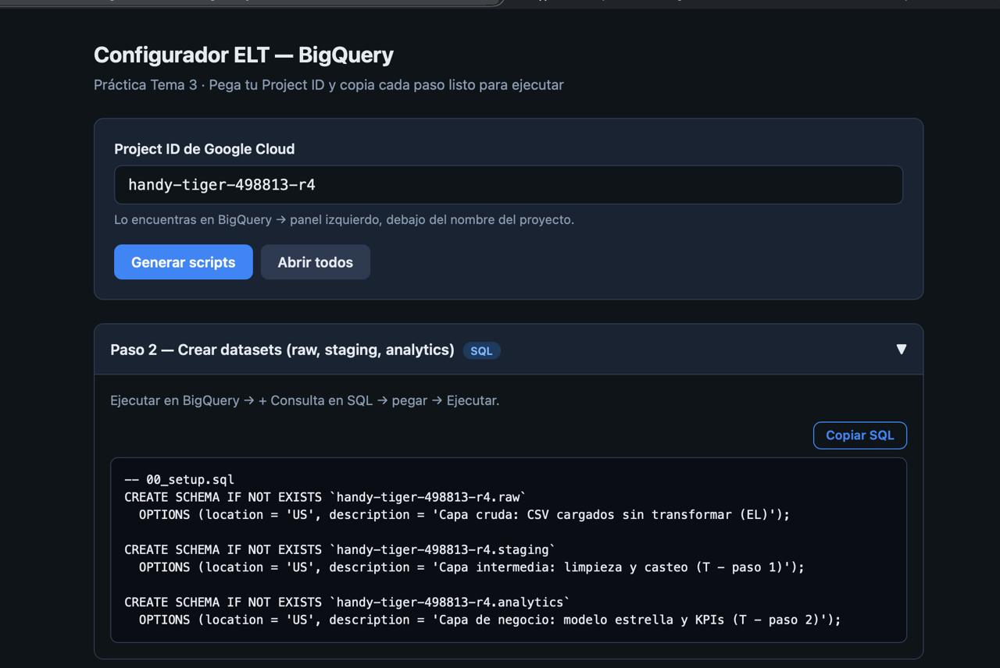 Configurador ELT — BigQuery
Práctica Tema 3 · Pega tu Project ID y copia cada paso listo para ejecutar
Project ID de Google Cloud
handy-tiger-498813-r4
Lo encuentras en BigQuery → panel izquierdo, debajo del nombre del proyecto.
Generar scripts
Abrir todos
Paso 2 — Crear datasets (raw, staging, analytics) SQL ▼
Ejecutar en BigQuery → + Consulta en SQL → pegar → Ejecutar.
Copiar SQL
-- 00_setup.sql
CREATE SCHEMA IF NOT EXISTS `handy-tiger-498813-r4.raw`
  OPTIONS (location = 'US', description = 'Capa cruda: CSV cargados sin transformar (EL)');
CREATE SCHEMA IF NOT EXISTS `handy-tiger-498813-r4.staging`
  OPTIONS (location = 'US', description = 'Capa intermedia: limpieza y casteo (T - paso 1)');
CREATE SCHEMA IF NOT EXISTS `handy-tiger-498813-r4.analytics`
  OPTIONS (location = 'US', description = 'Capa de negocio: modelo estrella y KPIs (T - paso 2)');